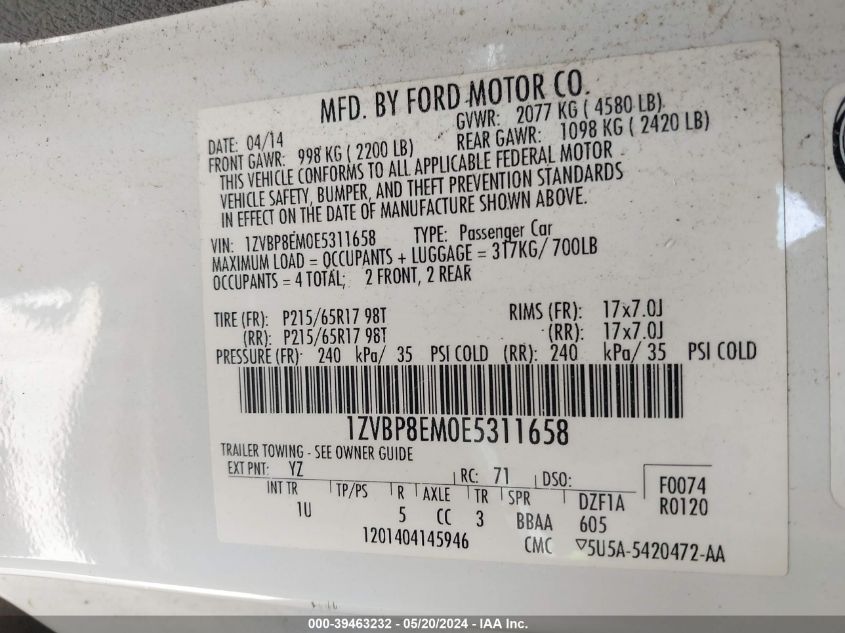 MFD. BY FORD MOTOR CO.
DATE: 04/14 GVWR: 2077 KG ( 4580 LB)
FRONT GAWR: 998 KG ( 2200 LB) REAR GAWR: 1098 KG ( 2420 LB)
THIS VEHICLE CONFORMS TO ALL APPLICABLE FEDERAL MOTOR
VEHICLE SAFETY, BUMPER, AND THEFT PREVENTION STANDARDS
IN EFFECT ON THE DATE OF MANUFACTURE SHOWN ABOVE.
VIN: 1ZVBP8EM0E5311658 TYPE: Passenger Car
MAXIMUM LOAD = OCCUPANTS + LUGGAGE = 317KG/ 700LB
OCCUPANTS = 4 TOTAL; 2 FRONT, 2 REAR
TIRE (FR): P215/65R17 98T RIMS (FR): 17x7.0J
(RR): P215/65R17 98T (RR): 17x7.0J
PRESSURE (FR): 240 kPa/ 35 PSI COLD (RR): 240 kPa/ 35 PSI COLD
1ZVBP8EM0E5311658
TRAILER TOWING - SEE OWNER GUIDE
EXT PNT: YZ RC: 71 DSO: F0074
INT TR TP/PS R AXLE TR SPR DZF1A R0120
1U 5 CC 3 BBAA 605
1201404145946 CMC ▽5U5A-5420472-AA
000-39463232 - 05/20/2024 - IAA Inc.